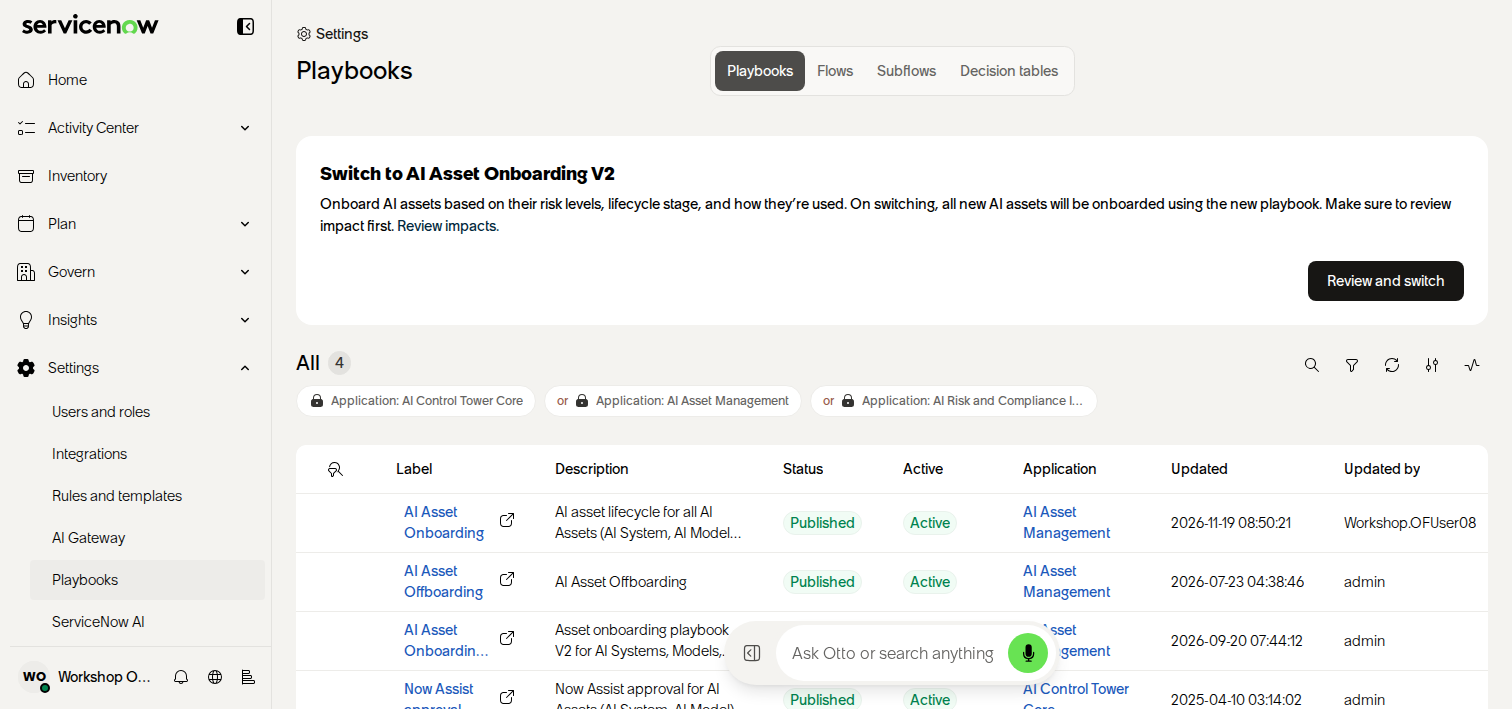 servicenow
Home
Activity Center
Inventory
Plan
Govern
Insights
Settings
Users and roles
Integrations
Rules and templates
AI Gateway
Playbooks
ServiceNow AI
WO Workshop O...
Settings
Playbooks
Playbooks Flows Subflows Decision tables
Switch to AI Asset Onboarding V2
Onboard AI assets based on their risk levels, lifecycle stage, and how they're used. On switching, all new AI assets will be onboarded using the new playbook. Make sure to review
impact first. Review impacts.
Review and switch
All 4
Application: AI Control Tower Core or Application: AI Asset Management or Application: AI Risk and Compliance I...
Label Description Status Active Application Updated Updated by
AI Asset Onboarding AI asset lifecycle for all AI Assets (AI System, AI Model... Published Active AI Asset Management 2026-11-19 08:50:21 Workshop.OFUser08
AI Asset Offboarding AI Asset Offboarding Published Active AI Asset Management 2026-07-23 04:38:46 admin
AI Asset Onboardin... Asset onboarding playbook V2 for AI Systems, Models,.. Asset 2026-09-20 07:44:12 admin
Ask Otto or search anything
Now Assist approval Now Assist approval for AI Assets (AI System, AI Model) Published Active AI Control Tower Core 2025-04-10 03:14:02 admin